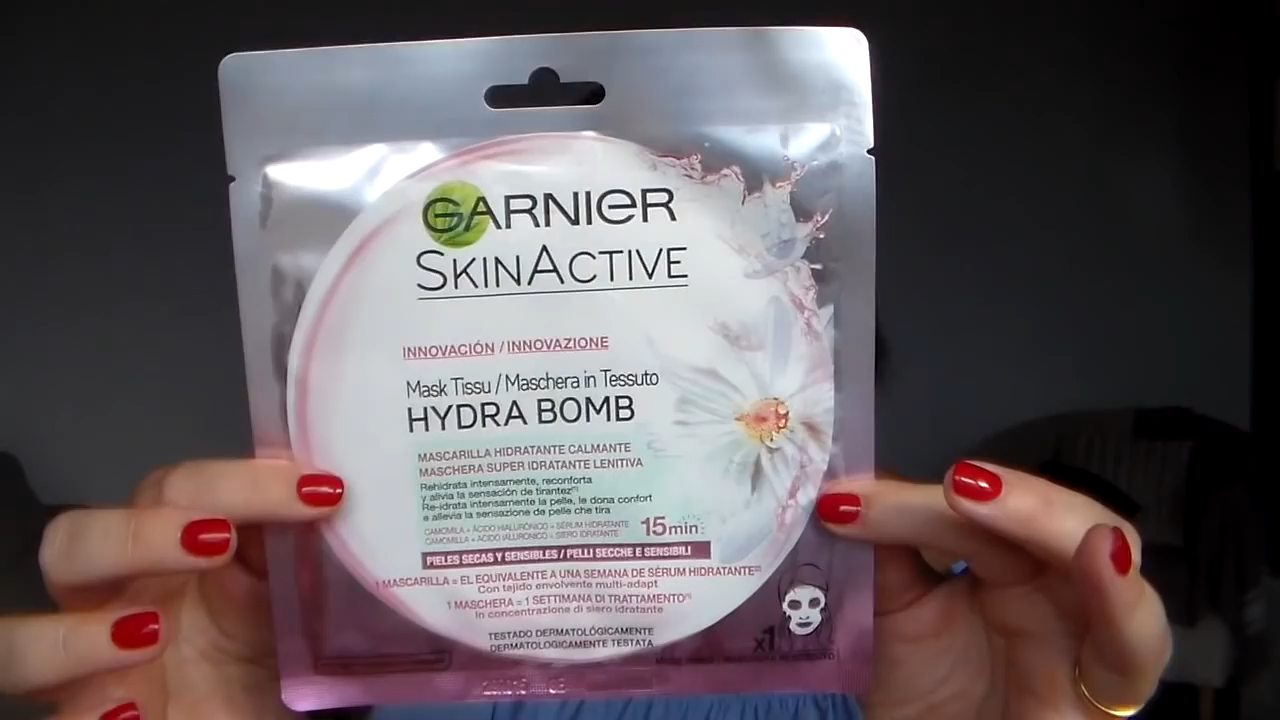 GARNIER
SKINACTIVE
INNOVACIÓN / INNOVAZIONE
Mask Tissu / Maschera in Tessuto
HYDRA BOMB
MASCARILLA HIDRATANTE CALMANTE
MASCHERA SUPER IDRATANTE LENITIVA
Rehidrata intensamente, reconforta
y alivia la sensación de tirantez
Re-idrata intensamente la pelle, le dona confort
e allevia la sensazione de pelle che tira
CAMOMILA + ÁCIDO HIALURÓNICO + SÉRUM HIDRATANTE
CAMOMILLA + ACIDO IALURONICO + SIERO IDRATANTE
15min
PIELES SECAS Y SENSIBLES / PELLI SECCHE E SENSIBILI
1 MASCARILLA = EL EQUIVALENTE A UNA SEMANA DE SÉRUM HIDRATANTE
Con tejido envolvente multi-adapt
1 MASCHERA = 1 SETTIMANA DI TRATTAMENTO
In concentrazione di siero idratante
TESTADO DERMATOLÓGICAMENTE
DERMATOLOGICAMENTE TESTATA
x1